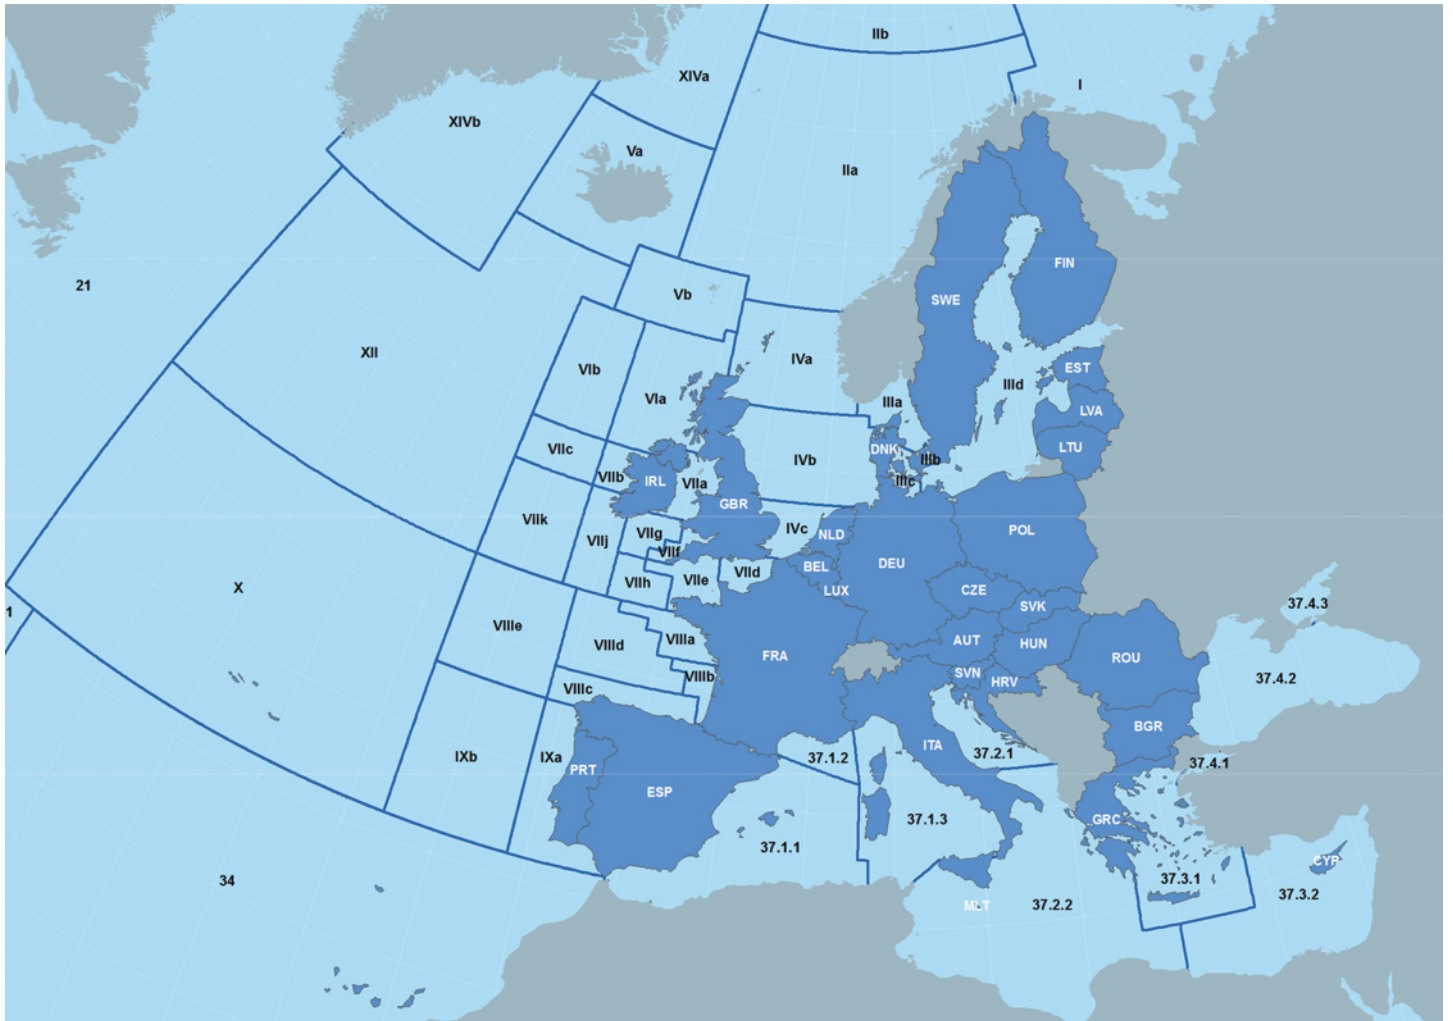 IIb
XIVa
I
XIVb
Va
IIa
FIN
21
Vb
SWE
XII
IVa
VIb
EST
IIId
VIa
IIIa
LVA
VIIc
DNK
LTU
IVb
IIIb
VIIb
IRL
VIIa
IIIc
GBR
VIIk
IVc
POL
VIIg
NLD
VIIj
VIIf
DEU
BEL
VIId
VIIh
VIIe
X
LUX
CZE
37.4.3
SVK
1
VIIIe
VIIId
VIIIa
AUT
HUN
FRA
ROU
VIIIb
SVN
HRV
37.4.2
VIIIc
BGR
ITA
37.2.1
IXb
IXa
37.1.2
37.4.1
PRT
ESP
37.1.3
GRC
37.1.1
CYP
34
37.3.1
37.3.2
MLT
37.2.2